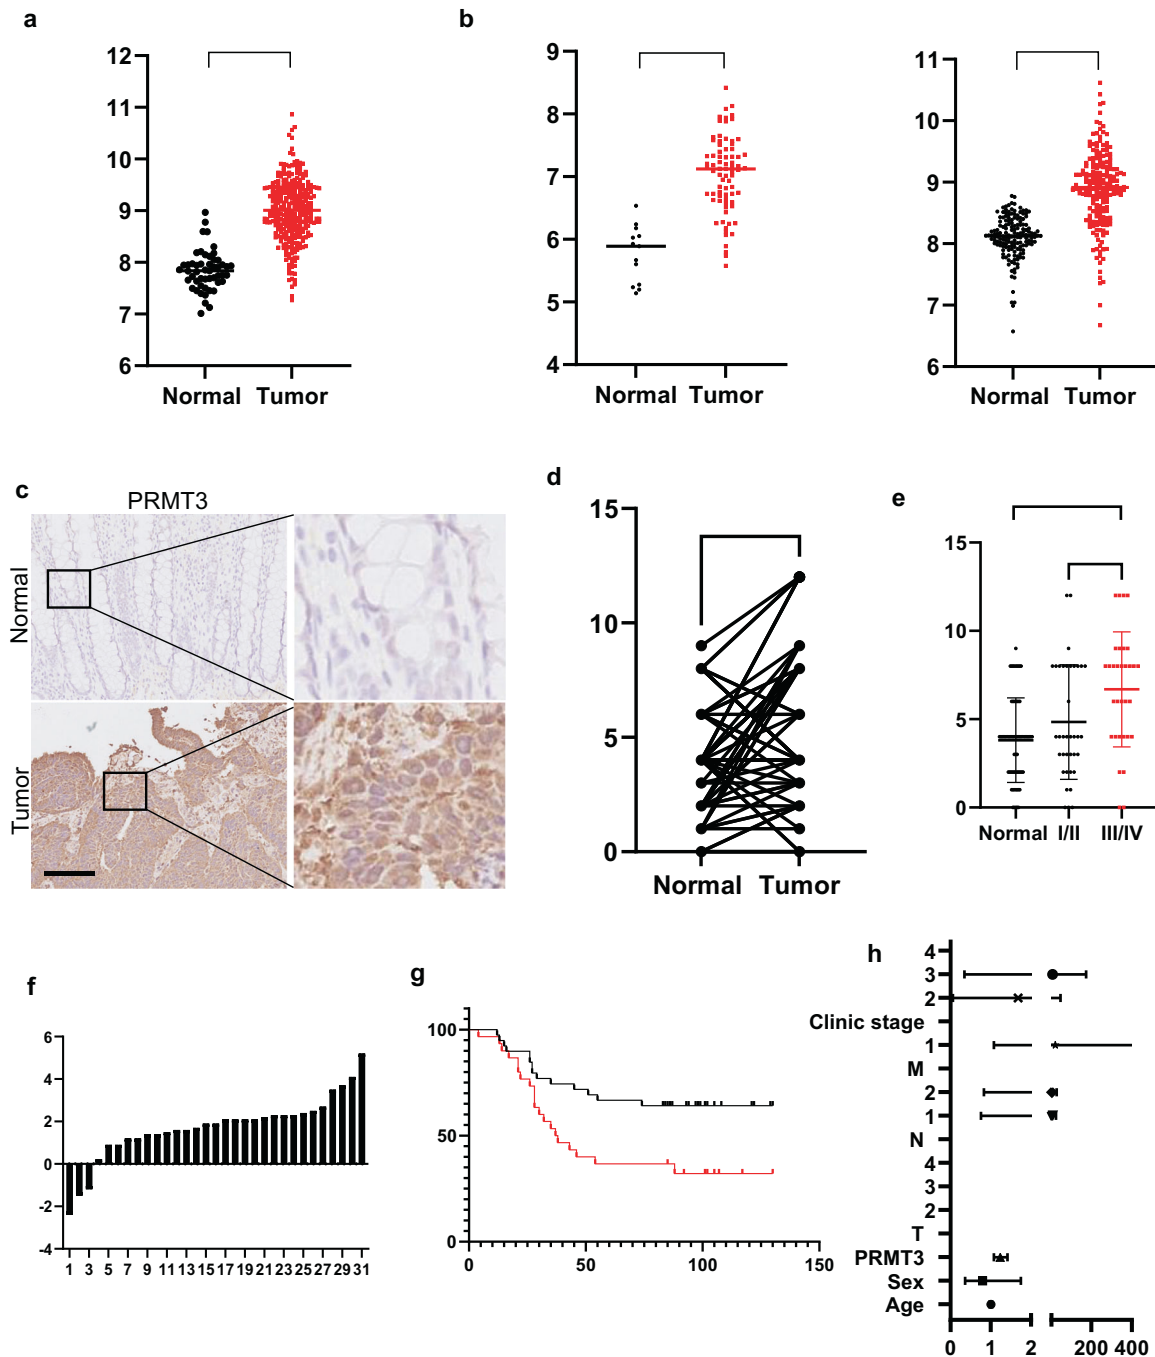 a
12
11
10
9
8
7
6
Normal Tumor
b
9
8
7
6
5
4
Normal Tumor
11
10
9
8
7
6
Normal Tumor
c
PRMT3
Normal
Tumor
d
15
10
5
0
Normal Tumor
e
15
10
5
0
Normal I/II III/IV
f
6
4
2
0
-2
-4
1 3 5 7 9 11 13 15 17 19 21 23 25 27 29 31
g
100
50
0
0 50 100 150
h
4
3
2
Clinic stage
1
M
2
1
N
4
3
2
T
PRMT3
Sex
Age
0 1 2 200 400